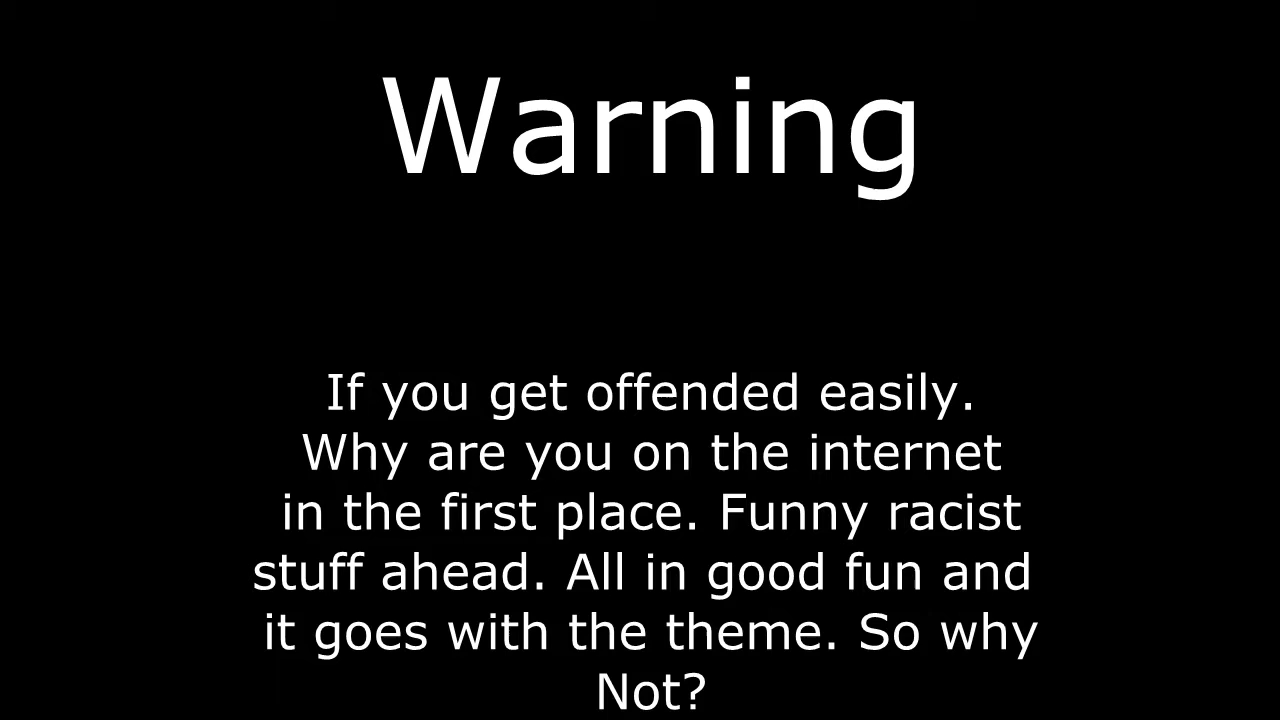 Warning
If you get offended easily.
Why are you on the internet
in the first place. Funny racist
stuff ahead. All in good fun and
it goes with the theme. So why
Not?